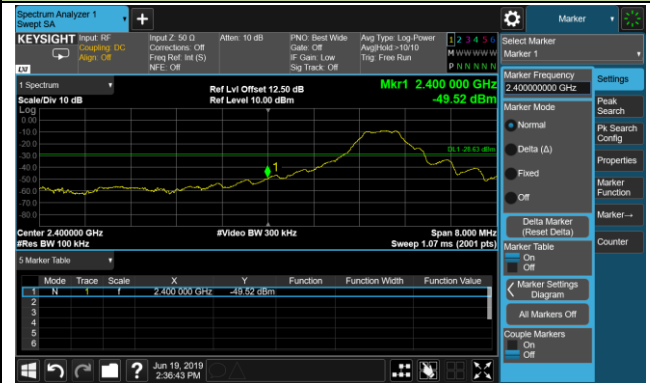 Spectrum Analyzer 1
Swept SA
+
Marker
KEYSIGHT
Input: RF
Coupling: DC
Align: Off
Input Z: 50 Ω
Corrections: Off
Freq Ref: Int (S)
NFE: Off
Atten: 10 dB
PNO: Best Wide
Gate: Off
IF Gain: Low
Sig Track: Off
Avg Type: Log-Power
Avg|Hold:>10/10
Trig: Free Run
1 2 3 4 5 6
M W W W W W
P N N N N N
LXI
Select Marker
Marker 1
1 Spectrum
Scale/Div 10 dB
Log
Ref Lvl Offset 12.50 dB
Ref Level 10.00 dBm
Mkr1 2.400 000 GHz
-49.52 dBm
0.00
-10.0
-20.0
-30.0
-40.0
-50.0
-60.0
-70.0
-80.0
1
DL1 -28.63 dBm
Center 2.400000 GHz
#Res BW 100 kHz
#Video BW 300 kHz
Span 8.000 MHz
Sweep 1.07 ms (2001 pts)
5 Marker Table
Mode Trace Scale X Y Function Function Width Function Value
1 N 1 f 2.400 000 GHz -49.52 dBm
2
3
4
5
6
Marker Frequency
2.400000000 GHz
Marker Mode
Normal
Delta (Δ)
Fixed
Off
Delta Marker
(Reset Delta)
Marker Table
On
Off
Marker Settings
Diagram
All Markers Off
Couple Markers
On
Off
Settings
Peak
Search
Pk Search
Config
Properties
Marker
Function
Marker→
Counter
?
Jun 19, 2019
2:36:43 PM